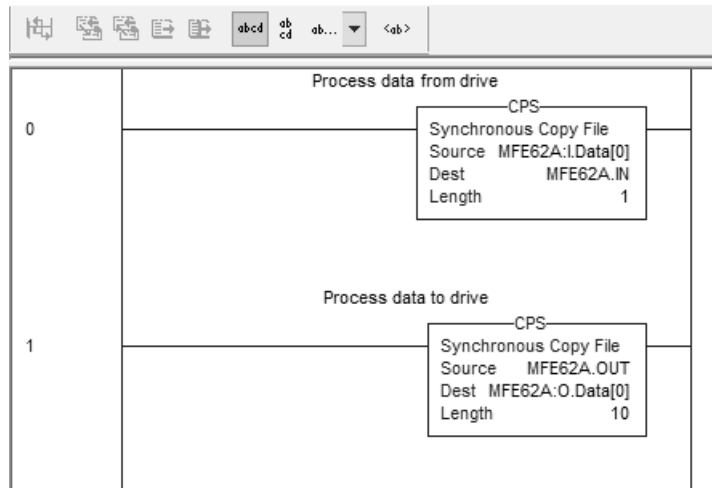 abcd ab cd ab... <ab>
Process data from drive
CPS
0
Synchronous Copy File
Source MFE62A:I.Data[0]
Dest MFE62A.IN
Length 1
Process data to drive
CPS
1
Synchronous Copy File
Source MFE62A.OUT
Dest MFE62A:O.Data[0]
Length 10